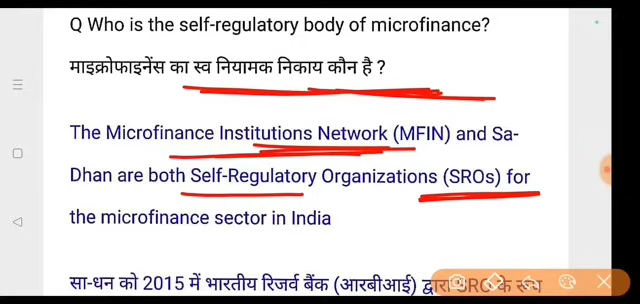 Q Who is the self-regulatory body of microfinance?
माइक्रोफाइनेंस का स्व नियामक निकाय कौन है ?
The Microfinance Institutions Network (MFIN) and Sa-
Dhan are both Self-Regulatory Organizations (SROs) for
the microfinance sector in India
सा-धन को 2015 में भारतीय रिजर्व बैंक (आरबीआई) द्वारा SRO के रूप